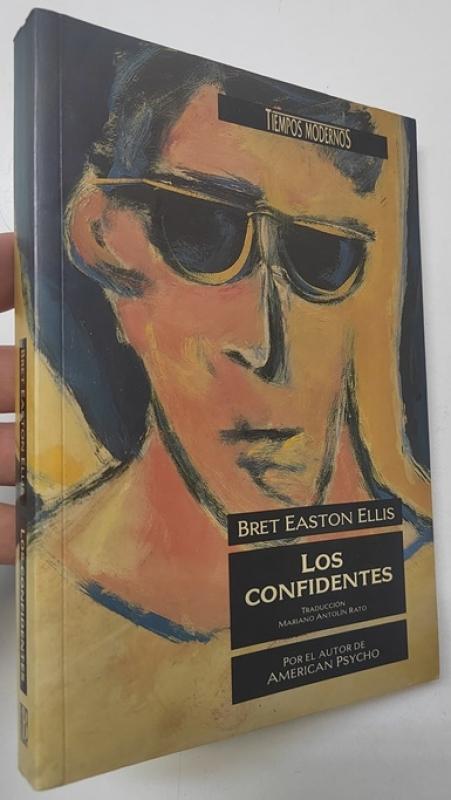 TIEMPOS MODERNOS
BRET EASTON ELLIS
LOS
CONFIDENTES
TRADUCCIÓN
MARIANO ANTOLÍN RATO
POR EL AUTOR DE
AMERICAN PSYCHO
BRET EASTON ELLIS
LOS CONFIDENTES